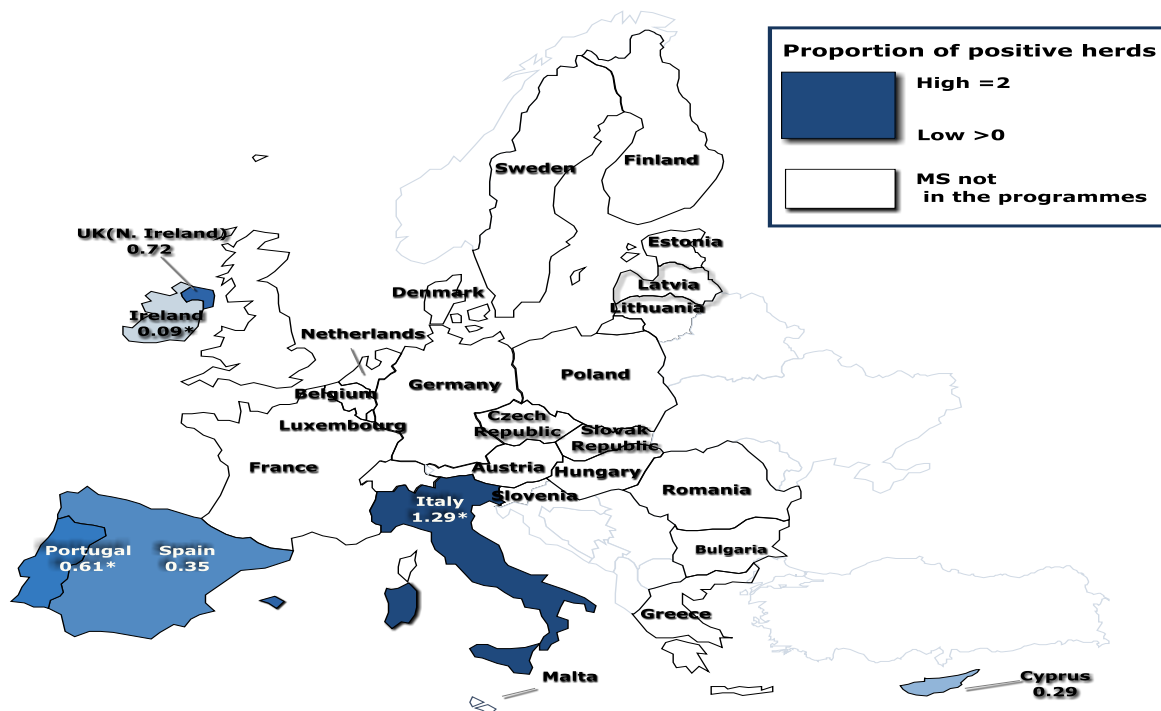 Proportion of positive herds
High =2
Low >0
MS not
in the programmes
Sweden
Finland
UK(N. Ireland)
0.72
Estonia
Latvia
Lithuania
Denmark
Ireland
0.09*
Netherlands
Poland
Germany
Belgium
Czech
Republic
Slovak
Republic
Luxembourg
France
Austria
Hungary
Slovenia
Romania
Italy
1.29*
Portugal
0.61*
Spain
0.35
Bulgaria
Greece
Malta
Cyprus
0.29